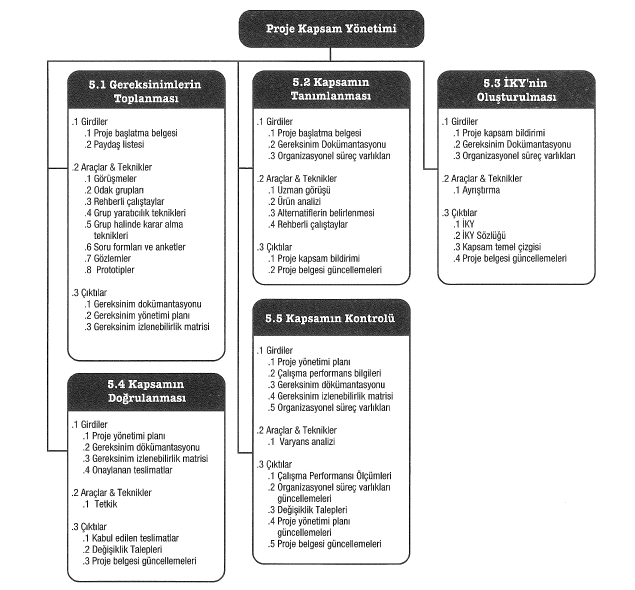 Proje Kapsam Yönetimi
5.1 Gereksinimlerin
Toplanması
.1 Girdiler
.1 Proje başlatma belgesi
.2 Paydaş listesi
.2 Araçlar & Teknikler
.1 Görüşmeler
.2 Odak grupları
.3 Rehberli çalıştaylar
.4 Grup yaratıcılık teknikleri
.5 Grup halinde karar alma
teknikleri
.6 Soru formları ve anketler
.7 Gözlemler
.8 Prototipler
.3 Çıktılar
.1 Gereksinim dokümantasyonu
.2 Gereksinim yönetimi planı
.3 Gereksinim izlenebilirlik matrisi
5.2 Kapsamın
Tanımlanması
.1 Girdiler
.1 Proje başlatma belgesi
.2 Gereksinim Dokümantasyonu
.3 Organizasyonel süreç varlıkları
.2 Araçlar & Teknikler
.1 Uzman görüşü
.2 Ürün analizi
.3 Alternatiflerin belirlenmesi
.4 Rehberli çalıştaylar
.3 Çıktılar
.1 Proje kapsam bildirimi
.2 Proje belgesi güncellemeleri
5.3 İKY'nin
Oluşturulması
.1 Girdiler
.1 Proje kapsam bildirimi
.2 Gereksinim Dokümantasyonu
.3 Organizasyonel süreç varlıkları
.2 Araçlar & Teknikler
.1 Ayrıştırma
.3 Çıktılar
.1 İKY
.2 İKY Sözlüğü
.3 Kapsam temel çizgisi
.4 Proje belgesi güncellemeleri
5.4 Kapsamın
Doğrulanması
.1 Girdiler
.1 Proje yönetimi planı
.2 Gereksinim dökümantasyonu
.3 Gereksinim izlenebilirlik matrisi
.4 Onaylanan teslimatlar
.2 Araçlar & Teknikler
.1 Tetkik
.3 Çıktılar
.1 Kabul edilen teslimatlar
.2 Değişiklik Talepleri
.3 Proje belgesi güncellemeleri
5.5 Kapsamın Kontrolü
.1 Girdiler
.1 Proje yönetimi planı
.2 Çalışma performans bilgileri
.3 Gereksinim dökümantasyonu
.4 Gereksinim izlenebilirlik matrisi
.5 Organizasyonel süreç varlıkları
.2 Araçlar & Teknikler
.1 Varyans analizi
.3 Çıktılar
.1 Çalışma Performansı Ölçümleri
.2 Organizasyonel süreç varlıkları
güncellemeleri
.3 Değişiklik Talepleri
.4 Proje yönetimi planı
güncellemeleri
.5 Proje belgesi güncellemeleri